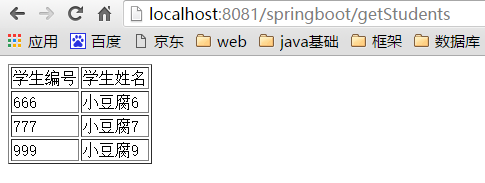 localhost:8081/springboot/getStudents
应用 百度 京东 web java基础 框架 数据库
学生编号 学生姓名
666 小豆腐6
777 小豆腐7
999 小豆腐9